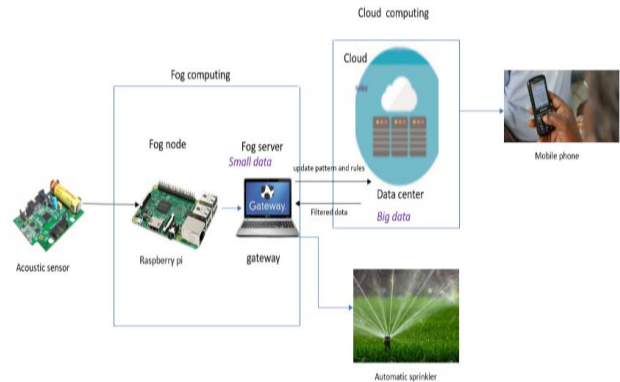 Cloud computing
Cloud
Fog computing
Fog node
Fog server
Small data
update pattern and rules
Gateway
Data center
Filtered data
Big data
Mobile phone
Acoustic sensor
Raspberry pi
gateway
Automatic sprinkler